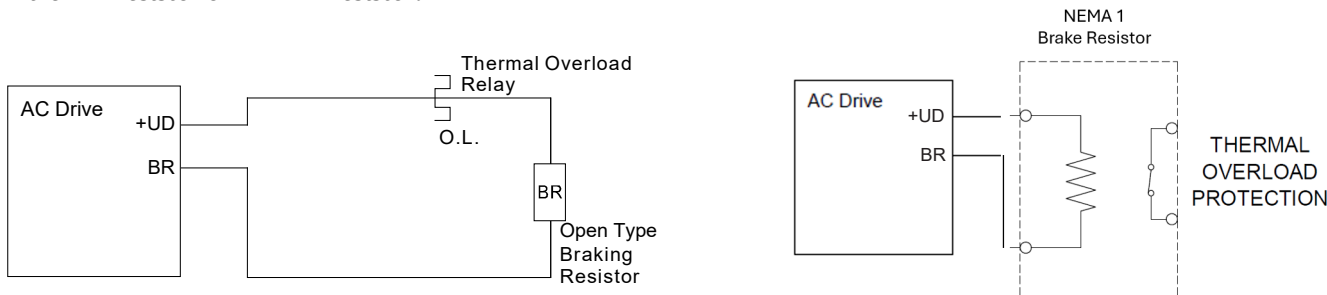 AC Drive
+UD
BR
Thermal Overload
Relay
O.L.
BR
Open Type
Braking
Resistor
NEMA 1
Brake Resistor
AC Drive
+UD
BR
THERMAL
OVERLOAD
PROTECTION